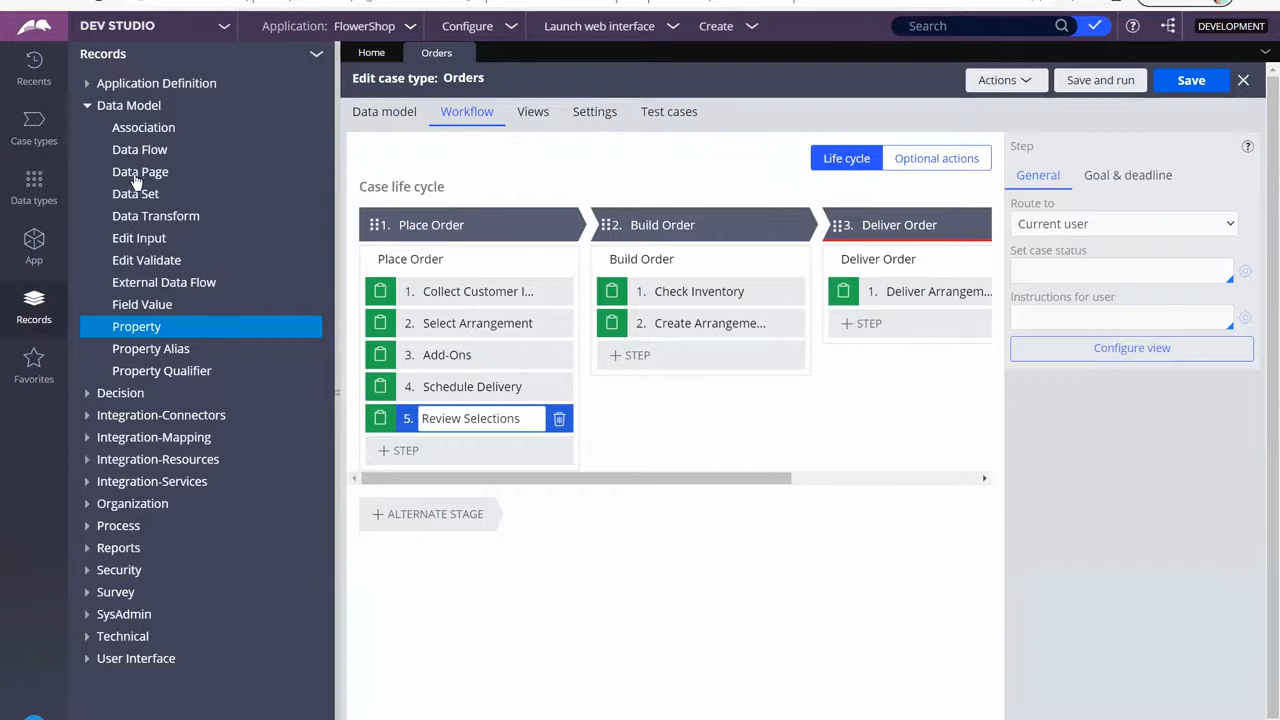 DEV STUDIO
Application: FlowerShop
Configure
Launch web interface
Create
Search
DEVELOPMENT
Recents
Case types
Data types
App
Records
Favorites
Records
Application Definition
Data Model
Association
Data Flow
Data Page
Data Set
Data Transform
Edit Input
Edit Validate
External Data Flow
Field Value
Property
Property Alias
Property Qualifier
Decision
Integration-Connectors
Integration-Mapping
Integration-Resources
Integration-Services
Organization
Process
Reports
Security
Survey
SysAdmin
Technical
User Interface
Home
Orders
Edit case type: Orders
Actions
Save and run
Save
Data model
Workflow
Views
Settings
Test cases
Life cycle
Optional actions
Case life cycle
1. Place Order
2. Build Order
3. Deliver Order
Place Order
1. Collect Customer I...
2. Select Arrangement
3. Add-Ons
4. Schedule Delivery
5. Review Selections
+ STEP
Build Order
1. Check Inventory
2. Create Arrangeme...
+ STEP
Deliver Order
1. Deliver Arrangem...
+ STEP
+ ALTERNATE STAGE
Step
General
Goal & deadline
Route to
Current user
Set case status
Instructions for user
Configure view